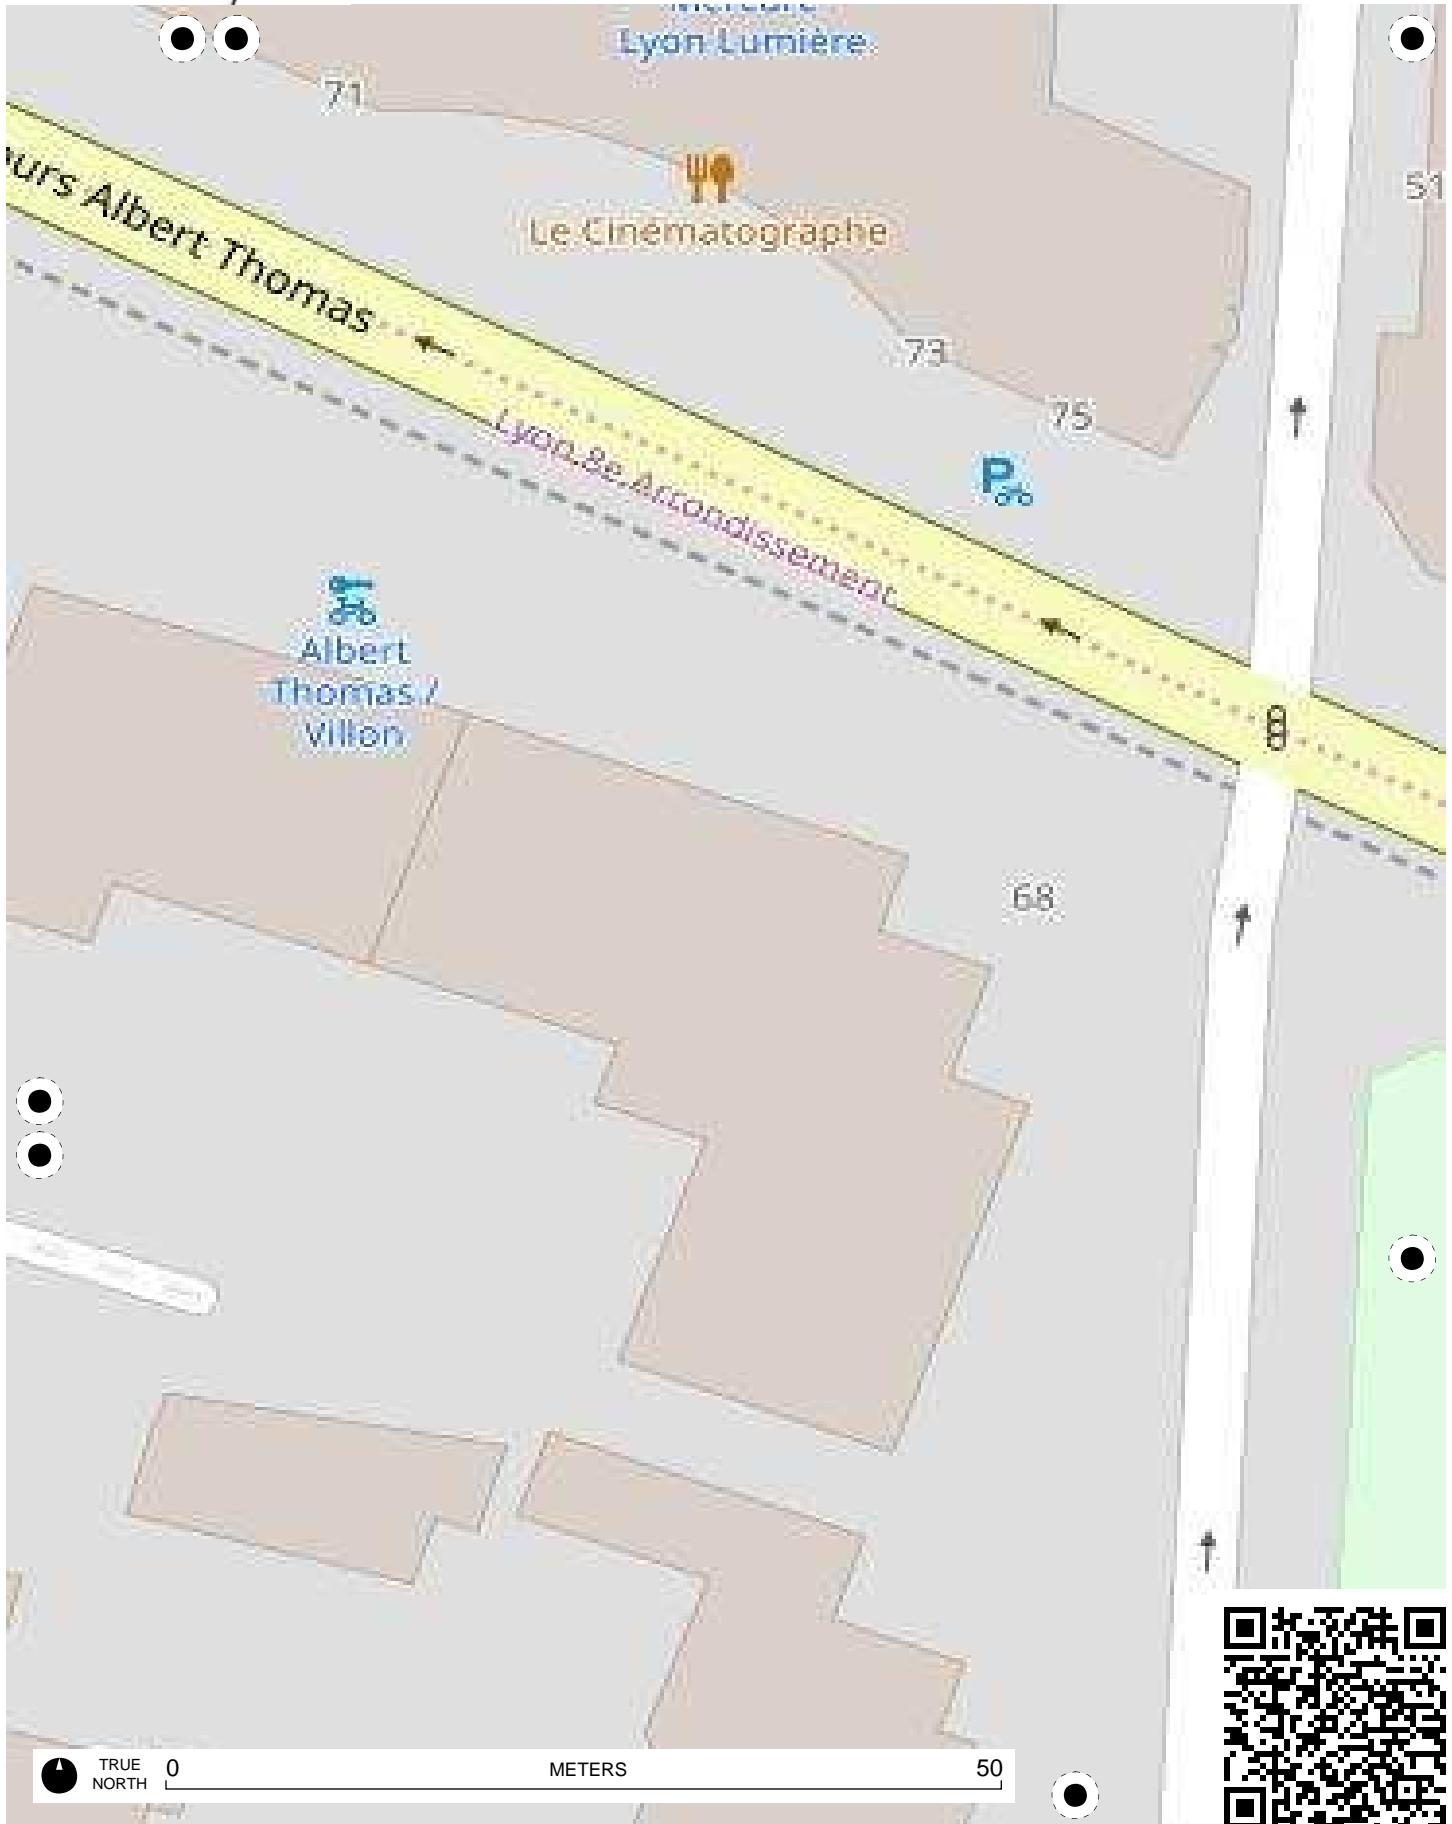 Lyon Lumière
71
51
urs Albert Thomas
Le Cinématographe
73
75
P
Lyon 8e Arrondissement
Albert
Thomas /
Villon
68
TRUE
NORTH
0
METERS
50